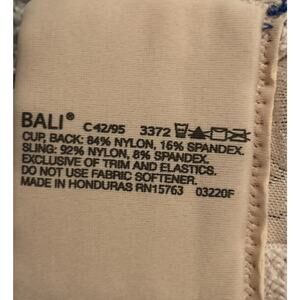 BALI® C 42/95 3372
CUP, BACK: 84% NYLON, 16% SPANDEX.
SLING: 92% NYLON, 8% SPANDEX.
EXCLUSIVE OF TRIM AND ELASTICS.
DO NOT USE FABRIC SOFTENER.
MADE IN HONDURAS RN15763 03220F